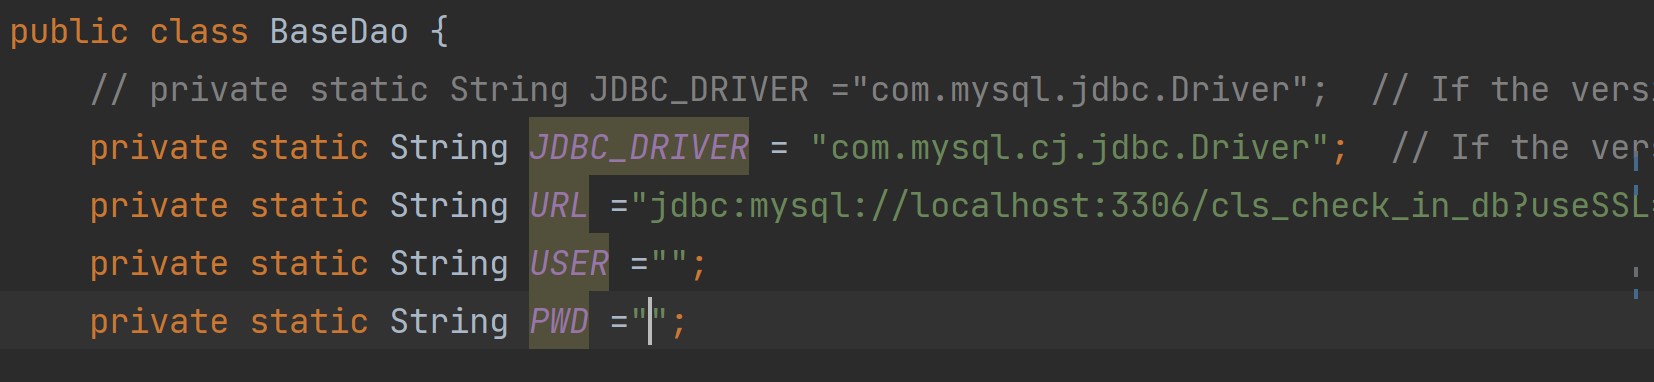 public class BaseDao {
// private static String JDBC_DRIVER ="com.mysql.jdbc.Driver"; // If the
private static String JDBC_DRIVER = "com.mysql.cj.jdbc.Driver"; // If the
private static String URL ="jdbc:mysql://localhost:3306/cls_check_in_db?useSSL=
private static String USER ="";
private static String PWD ="";